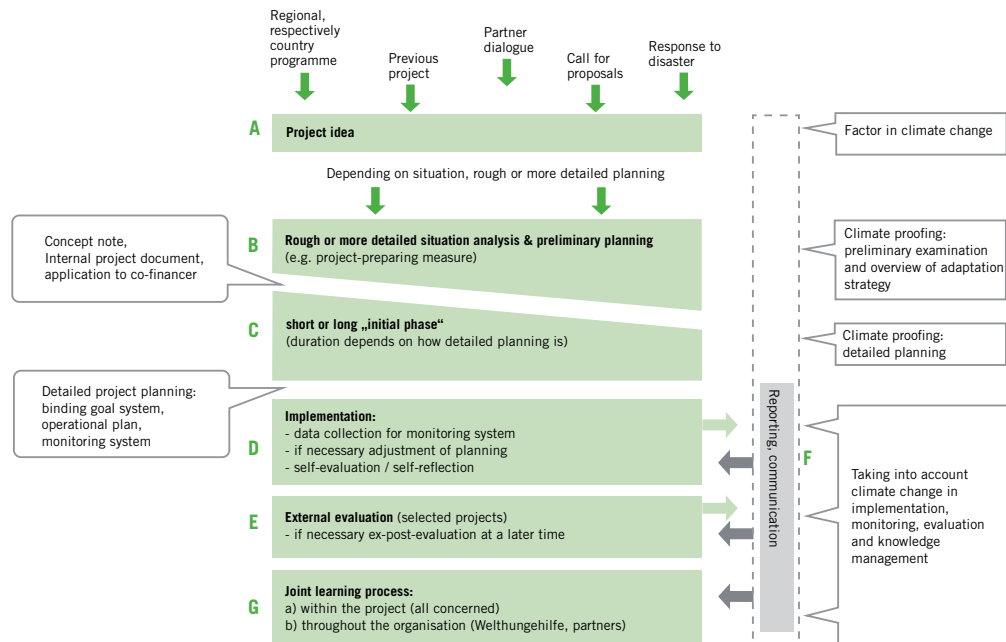 Regional,
respectively
country
programme
Previous
project
Partner
dialogue
Call for
proposals
Response to
disaster
A
Project idea
Factor in climate change
Depending on situation, rough or more detailed planning
Concept note,
Internal project document,
application to co-financer
B
Rough or more detailed situation analysis & preliminary planning
(e.g. project-preparing measure)
Climate proofing:
preliminary examination
and overview of adaptation
strategy
C
short or long „initial phase“
(duration depends on how detailed planning is)
Climate proofing:
detailed planning
Detailed project planning:
binding goal system,
operational plan,
monitoring system
D
Implementation:
- data collection for monitoring system
- if necessary adjustment of planning
- self-evaluation / self-reflection
Reporting, communication
F
Taking into account
climate change in
implementation,
monitoring, evaluation
and knowledge
management
E
External evaluation (selected projects)
- if necessary ex-post-evaluation at a later time
G
Joint learning process:
a) within the project (all concerned)
b) throughout the organisation (Welthungehilfe, partners)